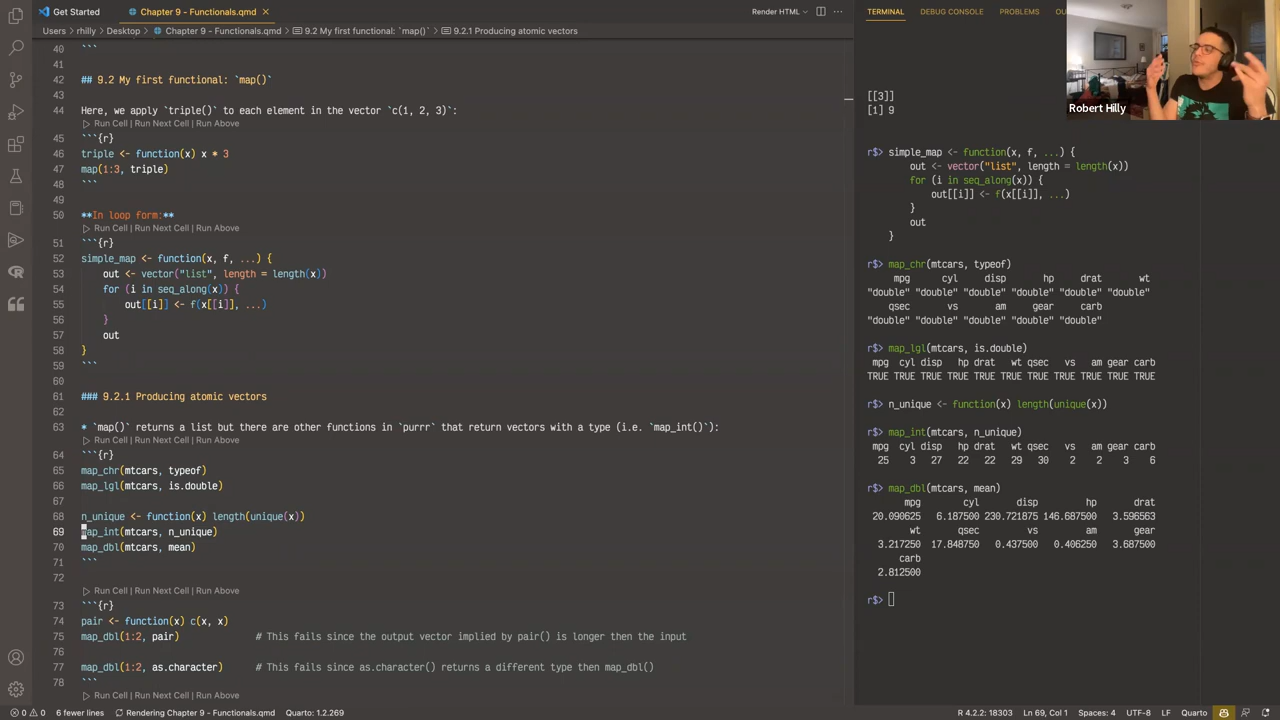 Get Started
Chapter 9 - Functionals.qmd
Render HTML
Users > rhilly > Desktop > Chapter 9 - Functionals.qmd > 9.2 My first functional: `map()` > 9.2.1 Producing atomic vectors
40 ```
41
42 ## 9.2 My first functional: `map()`
43
44 Here, we apply `triple()` to each element in the vector `c(1, 2, 3)`:
Run Cell | Run Next Cell | Run Above
45 ```{r}
46 triple <- function(x) x * 3
47 map(1:3, triple)
48 ```
49
50 **In loop form:**
Run Cell | Run Next Cell | Run Above
51 ```{r}
52 simple_map <- function(x, f, ...) {
53 out <- vector("list", length = length(x))
54 for (i in seq_along(x)) {
55 out[[i]] <- f(x[[i]], ...)
56 }
57 out
58 }
59 ```
60
61 ### 9.2.1 Producing atomic vectors
62
63 * `map()` returns a list but there are other functions in `purrr` that return vectors with a type (i.e. `map_int()`):
Run Cell | Run Next Cell | Run Above
64 ```{r}
65 map_chr(mtcars, typeof)
66 map_lgl(mtcars, is.double)
67
68 n_unique <- function(x) length(unique(x))
69 map_int(mtcars, n_unique)
70 map_dbl(mtcars, mean)
71 ```
72
Run Cell | Run Next Cell | Run Above
73 ```{r}
74 pair <- function(x) c(x, x)
75 map_dbl(1:2, pair) # This fails since the output vector implied by pair() is longer then the input
76
77 map_dbl(1:2, as.character) # This fails since as.character() returns a different type then map_dbl()
78 ```
Run Cell | Run Next Cell | Run Above
TERMINAL DEBUG CONSOLE PROBLEMS
Robert Hilly
[[3]]
[1] 9
r$> simple_map <- function(x, f, ...) {
out <- vector("list", length = length(x))
for (i in seq_along(x)) {
out[[i]] <- f(x[[i]], ...)
}
out
}
r$> map_chr(mtcars, typeof)
mpg cyl disp hp drat wt
"double" "double" "double" "double" "double" "double"
qsec vs am gear carb
"double" "double" "double" "double" "double"
r$> map_lgl(mtcars, is.double)
mpg cyl disp hp drat wt qsec vs am gear carb
TRUE TRUE TRUE TRUE TRUE TRUE TRUE TRUE TRUE TRUE TRUE
r$> n_unique <- function(x) length(unique(x))
r$> map_int(mtcars, n_unique)
mpg cyl disp hp drat wt qsec vs am gear carb
25 3 27 22 22 29 30 2 2 3 6
r$> map_dbl(mtcars, mean)
mpg cyl disp hp drat
20.090625 6.187500 230.721875 146.687500 3.596563
wt qsec vs am gear
3.217250 17.848750 0.437500 0.406250 3.687500
carb
2.812500
r$>
0 0 6 fewer lines Rendering Chapter 9 - Functionals.qmd Quarto: 1.2.269
R 4.2.2: 18303 Ln 69, Col 1 Spaces: 4 UTF-8 LF Quarto